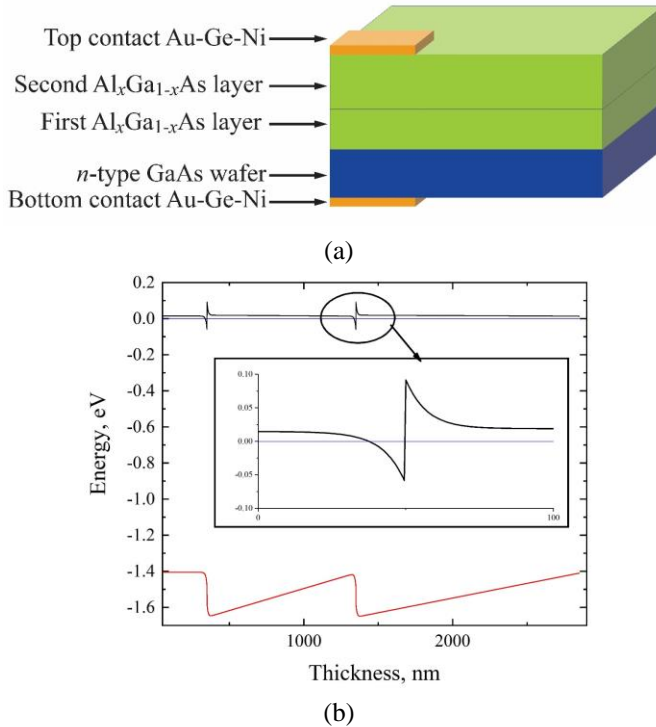 Top contact Au-Ge-Ni
Second AlₓGa₁₋ₓAs layer
First AlₓGa₁₋ₓAs layer
n-type GaAs wafer
Bottom contact Au-Ge-Ni
(a)
0.2
0.0
-0.2
-0.4
-0.6
-0.8
-1.0
-1.2
-1.4
-1.6
Energy, eV
0.10
0.05
0.00
-0.05
-0.10
0
100
1000
2000
Thickness, nm
(b)